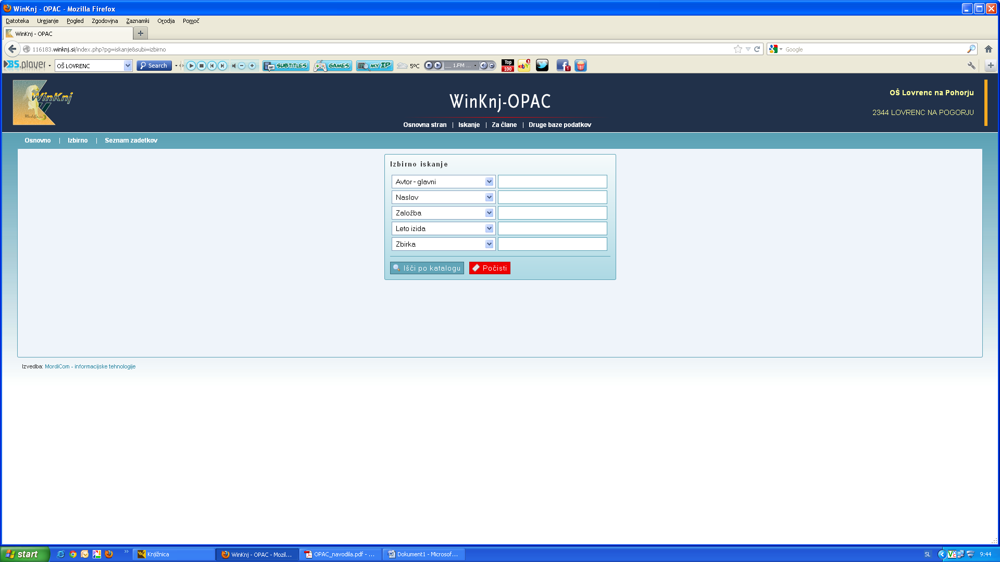 WinKnj - OPAC - Mozilla Firefox
Datoteka Urejanje Pogled Zgodovina Zaznamki Orodja Pomoč
WinKnj - OPAC
116183.winknj.si/index.php?pg=iskanje&subi=izbirno
Google
BS.player OŠ LOVRENC Search SUBTITLES GAMES MY IP 5°C ..... 1.FM ... Top 100 1 1
WinKnj
WinKnj-OPAC
OŠ Lovrenc na Pohorju
2344 LOVRENC NA POGORJU
Osnovna stran | Iskanje | Za člane | Druge baze podatkov
Osnovno | Izbirno | Seznam zadetkov
Izbirno iskanje
Avtor - glavni
Naslov
Založba
Leto izida
Zbirka
Išči po katalogu Počisti
Izvedba: MordiCom - informacijske tehnologije
start Knjižnica WinKnj - OPAC - Mozil... OPAC_navodila.pdf - ... Dokument1 - Microsof... SL 9:44